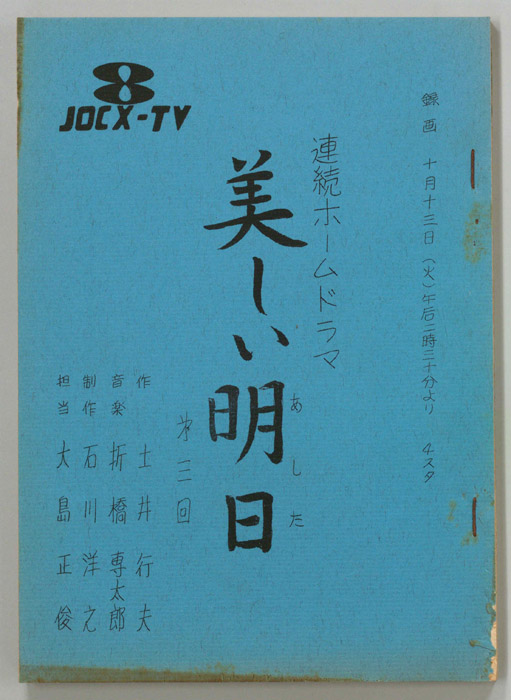 8
JOCX-TV
録画 十月十三日(火)午后二時三十分より 4スタ
連続ホームドラマ
美しい明日
あした
第三回
作 土井行夫
音楽 折橋専太郎
制作 石川洋之
担当 大島正俊